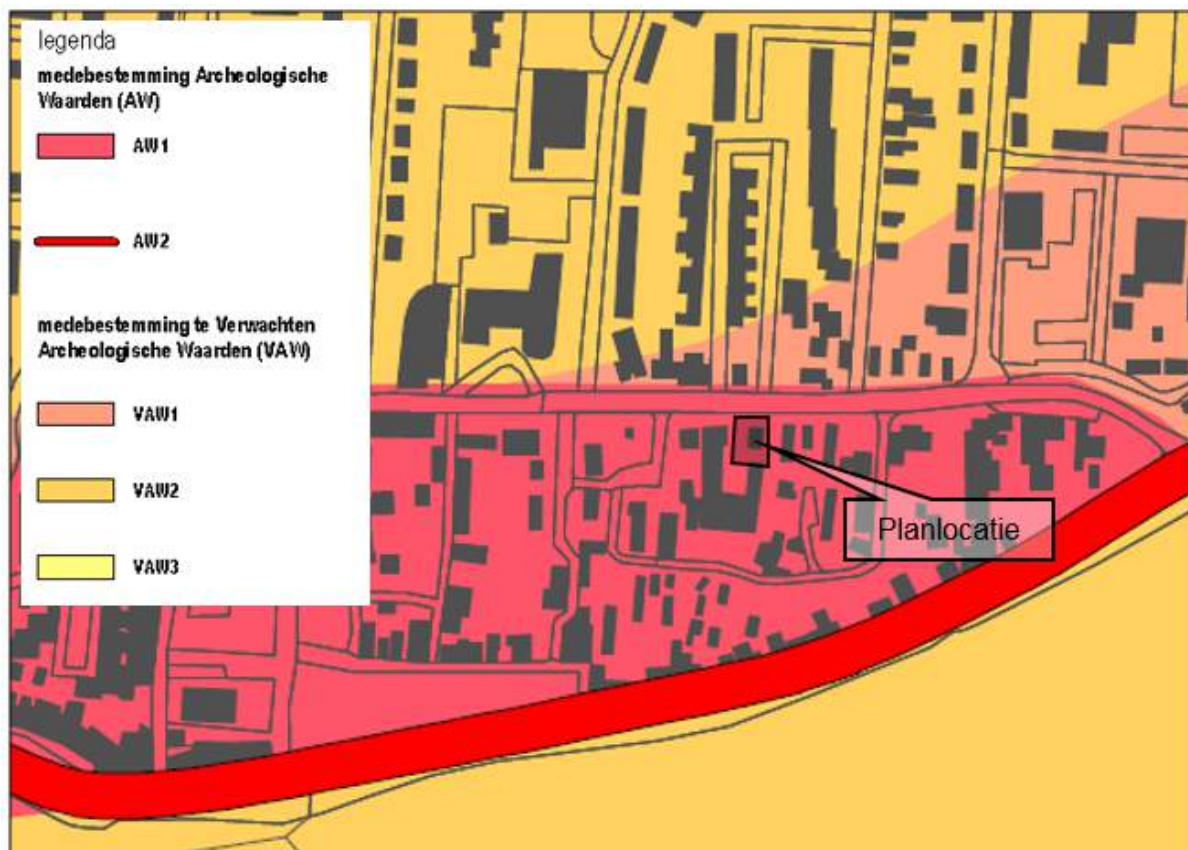 legenda
medebestemming Archeologische
Waarden (AW)
AW1
AW2
medebestemming te Verwachten
Archeologische Waarden (VAW)
VAW1
VAW2
VAW3
Planlocatie